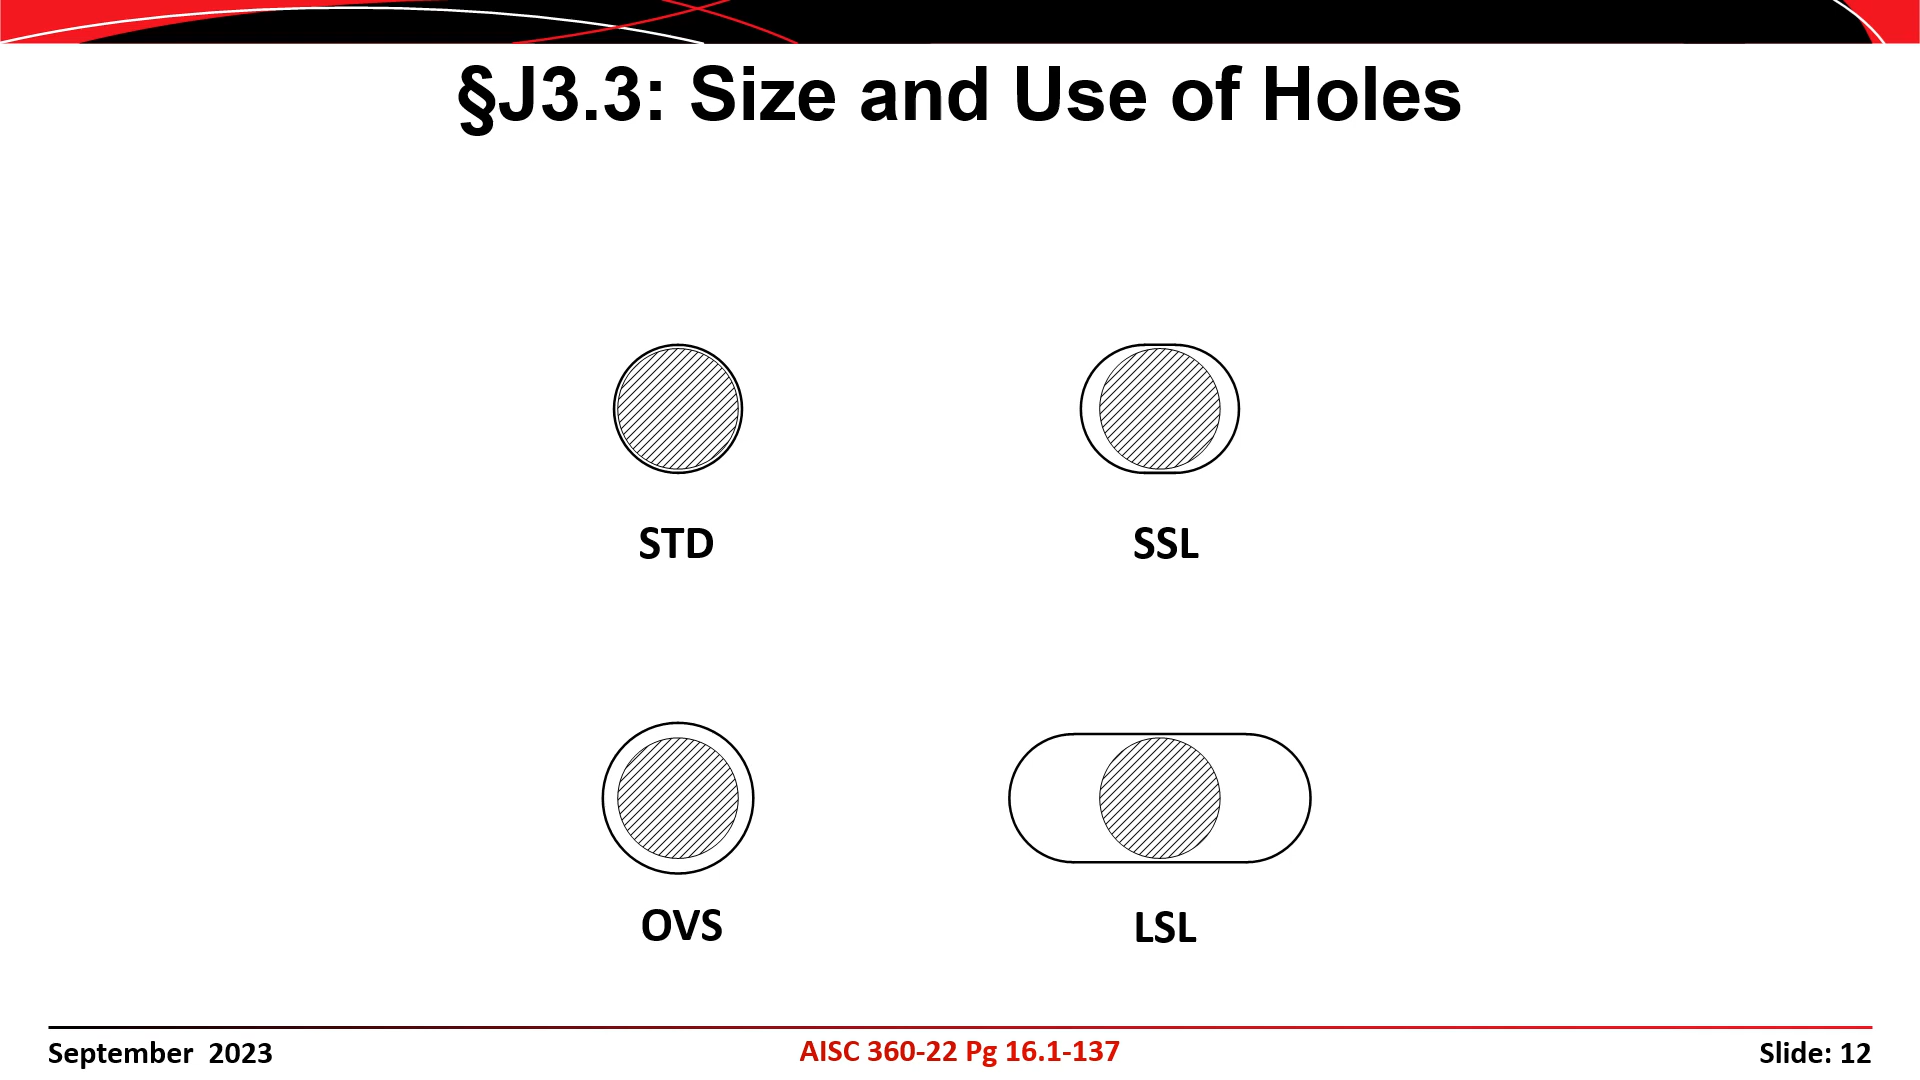 §J3.3: Size and Use of Holes
STD
SSL
OVS
LSL
September 2023
AISC 360-22 Pg 16.1-137
Slide: 12